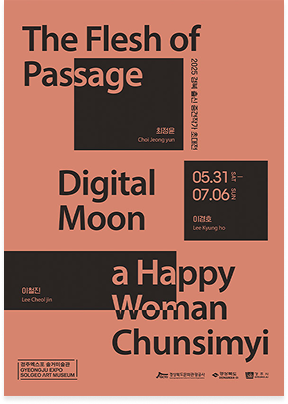 The Flesh of
Passage
2025 경북 출신 중견작가 초대전
최정윤
Choi Jeong yun
Digital
Moon
05.31 SAT
—
07.06 SUN
이경호
Lee Kyung ho
이철진
Lee Cheol jin
a Happy
Woman
Chunsimyi
경주엑스포 솔거미술관
GYEONGJU EXPO
SOLGEO ART MUSEUM
경상북도문화관광공사
경상북도
경주시